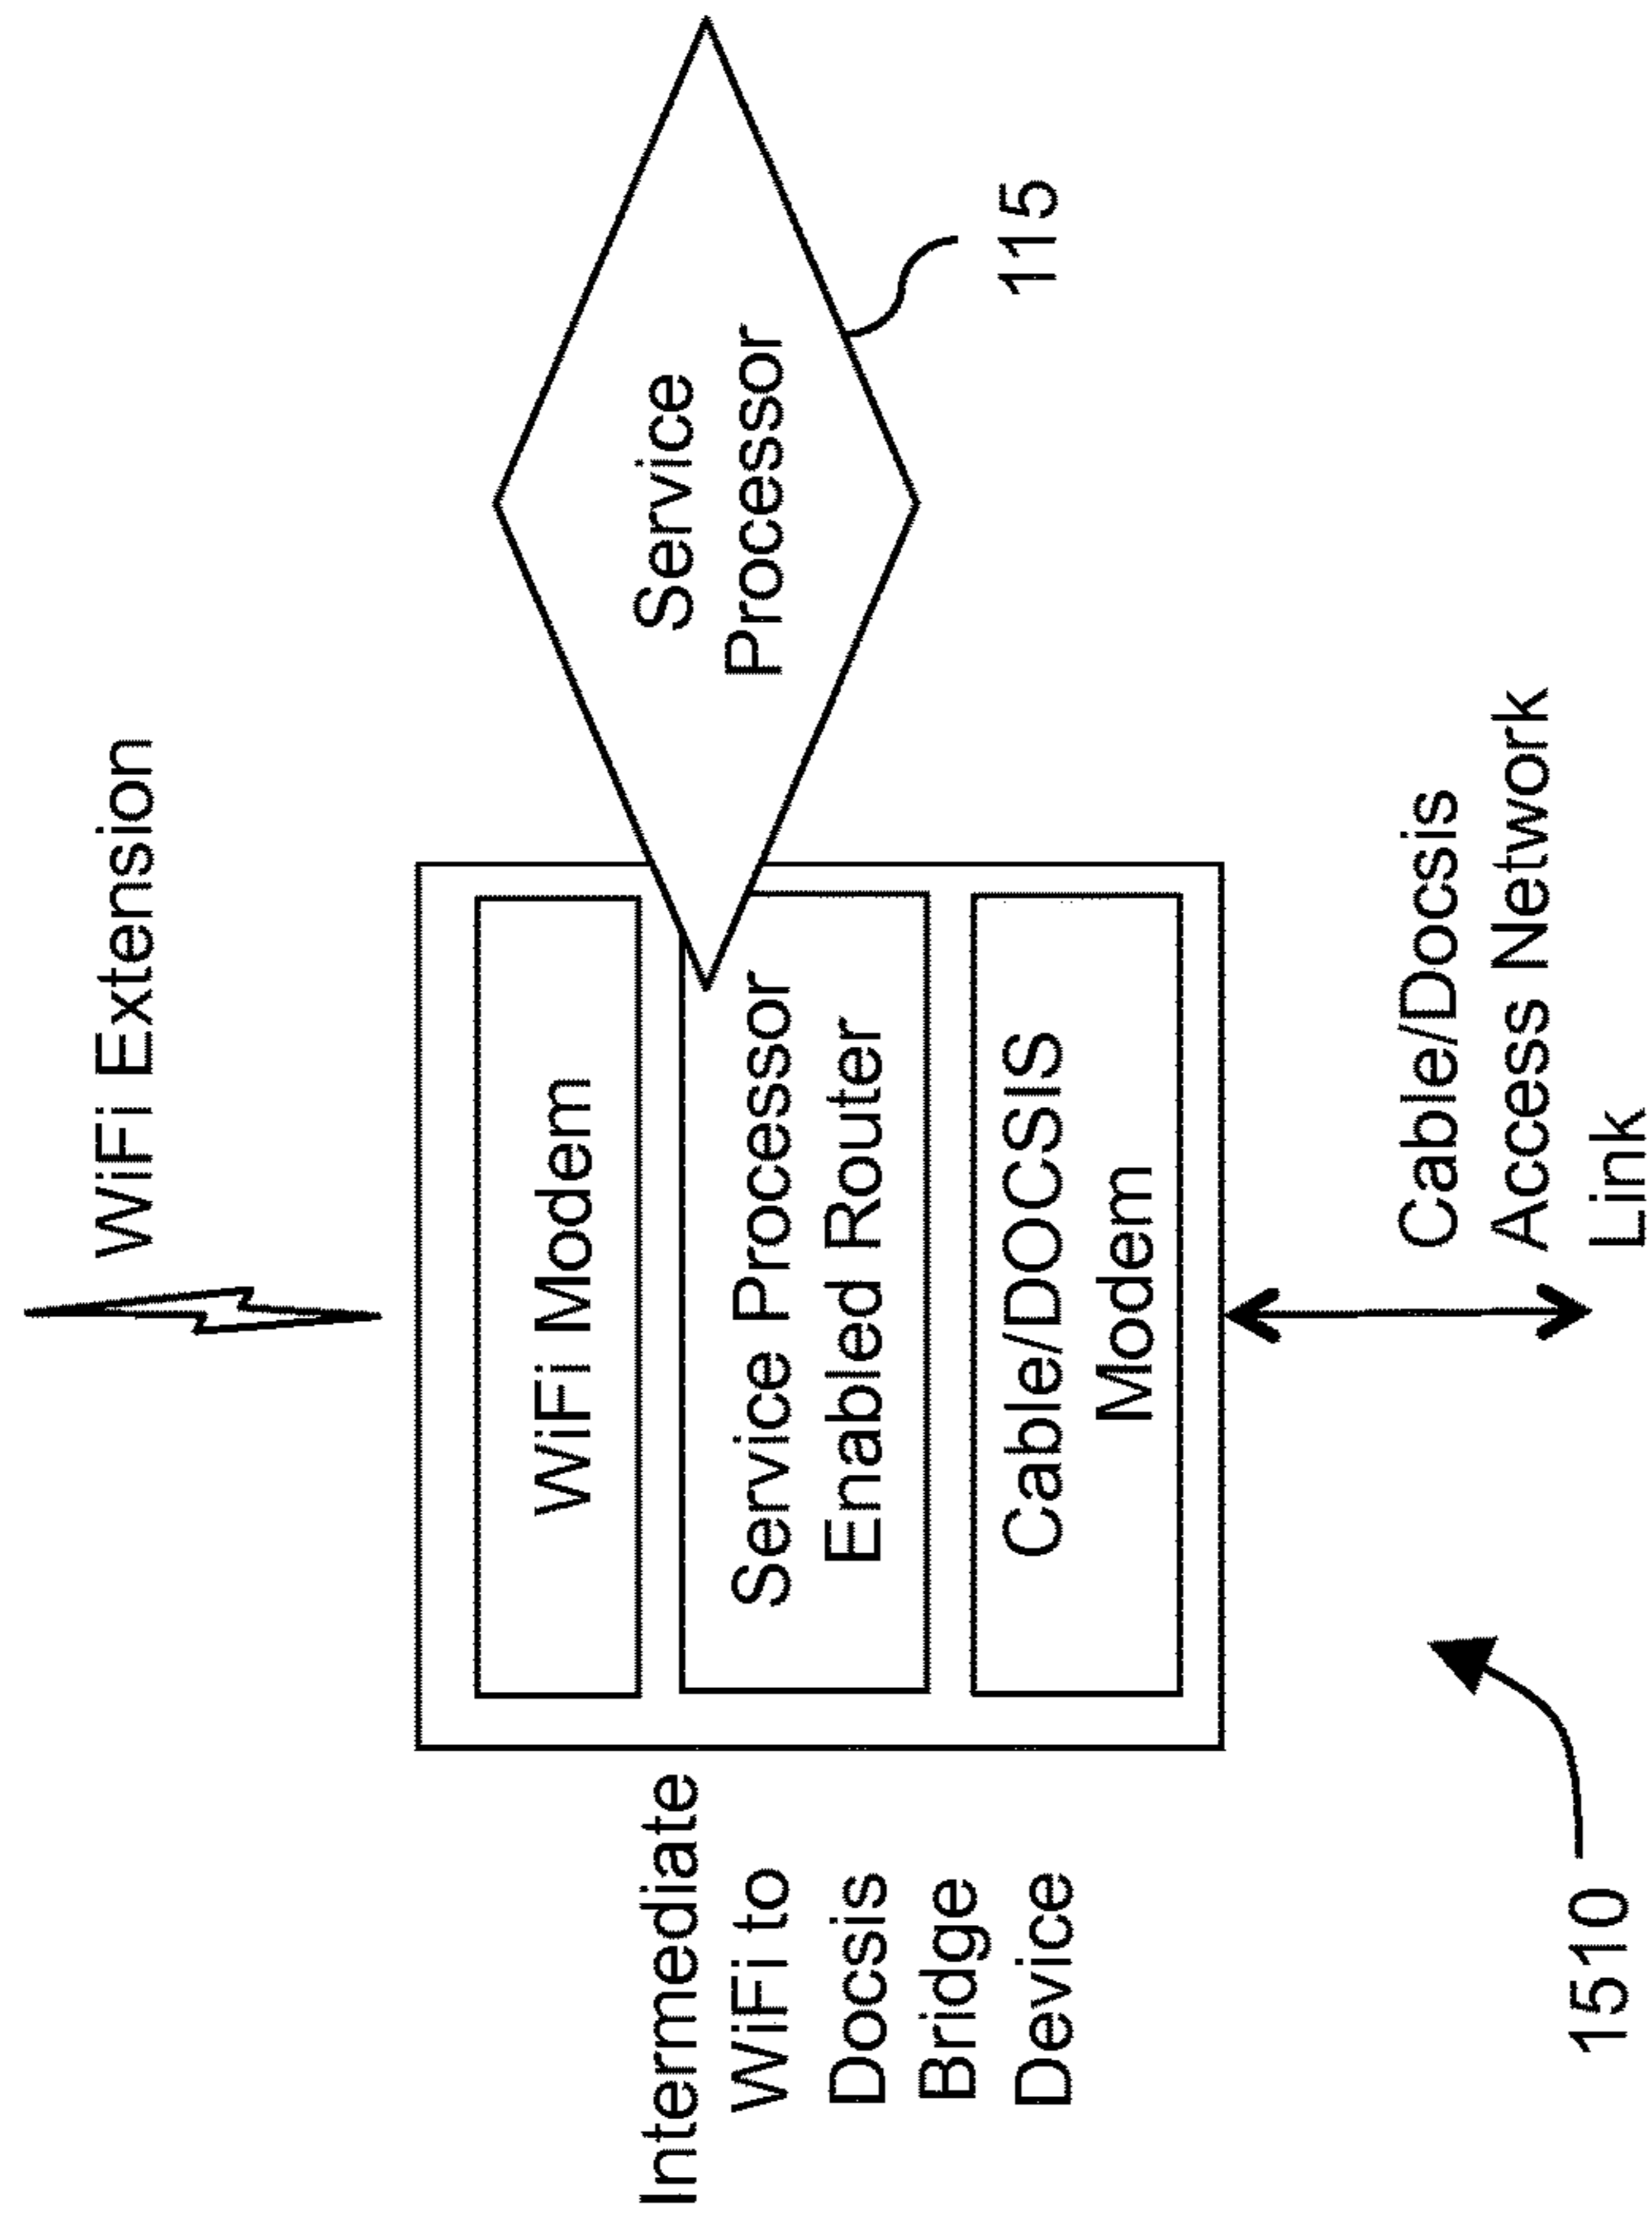 WiFi Extension
Intermediate
WiFi to
Docsis
Bridge
Device
WiFi Modem
Service Processor
Enabled Router
Cable/DOCSIS
Modem
Service
Processor
115
Cable/Docsis
Access Network
Link
1510